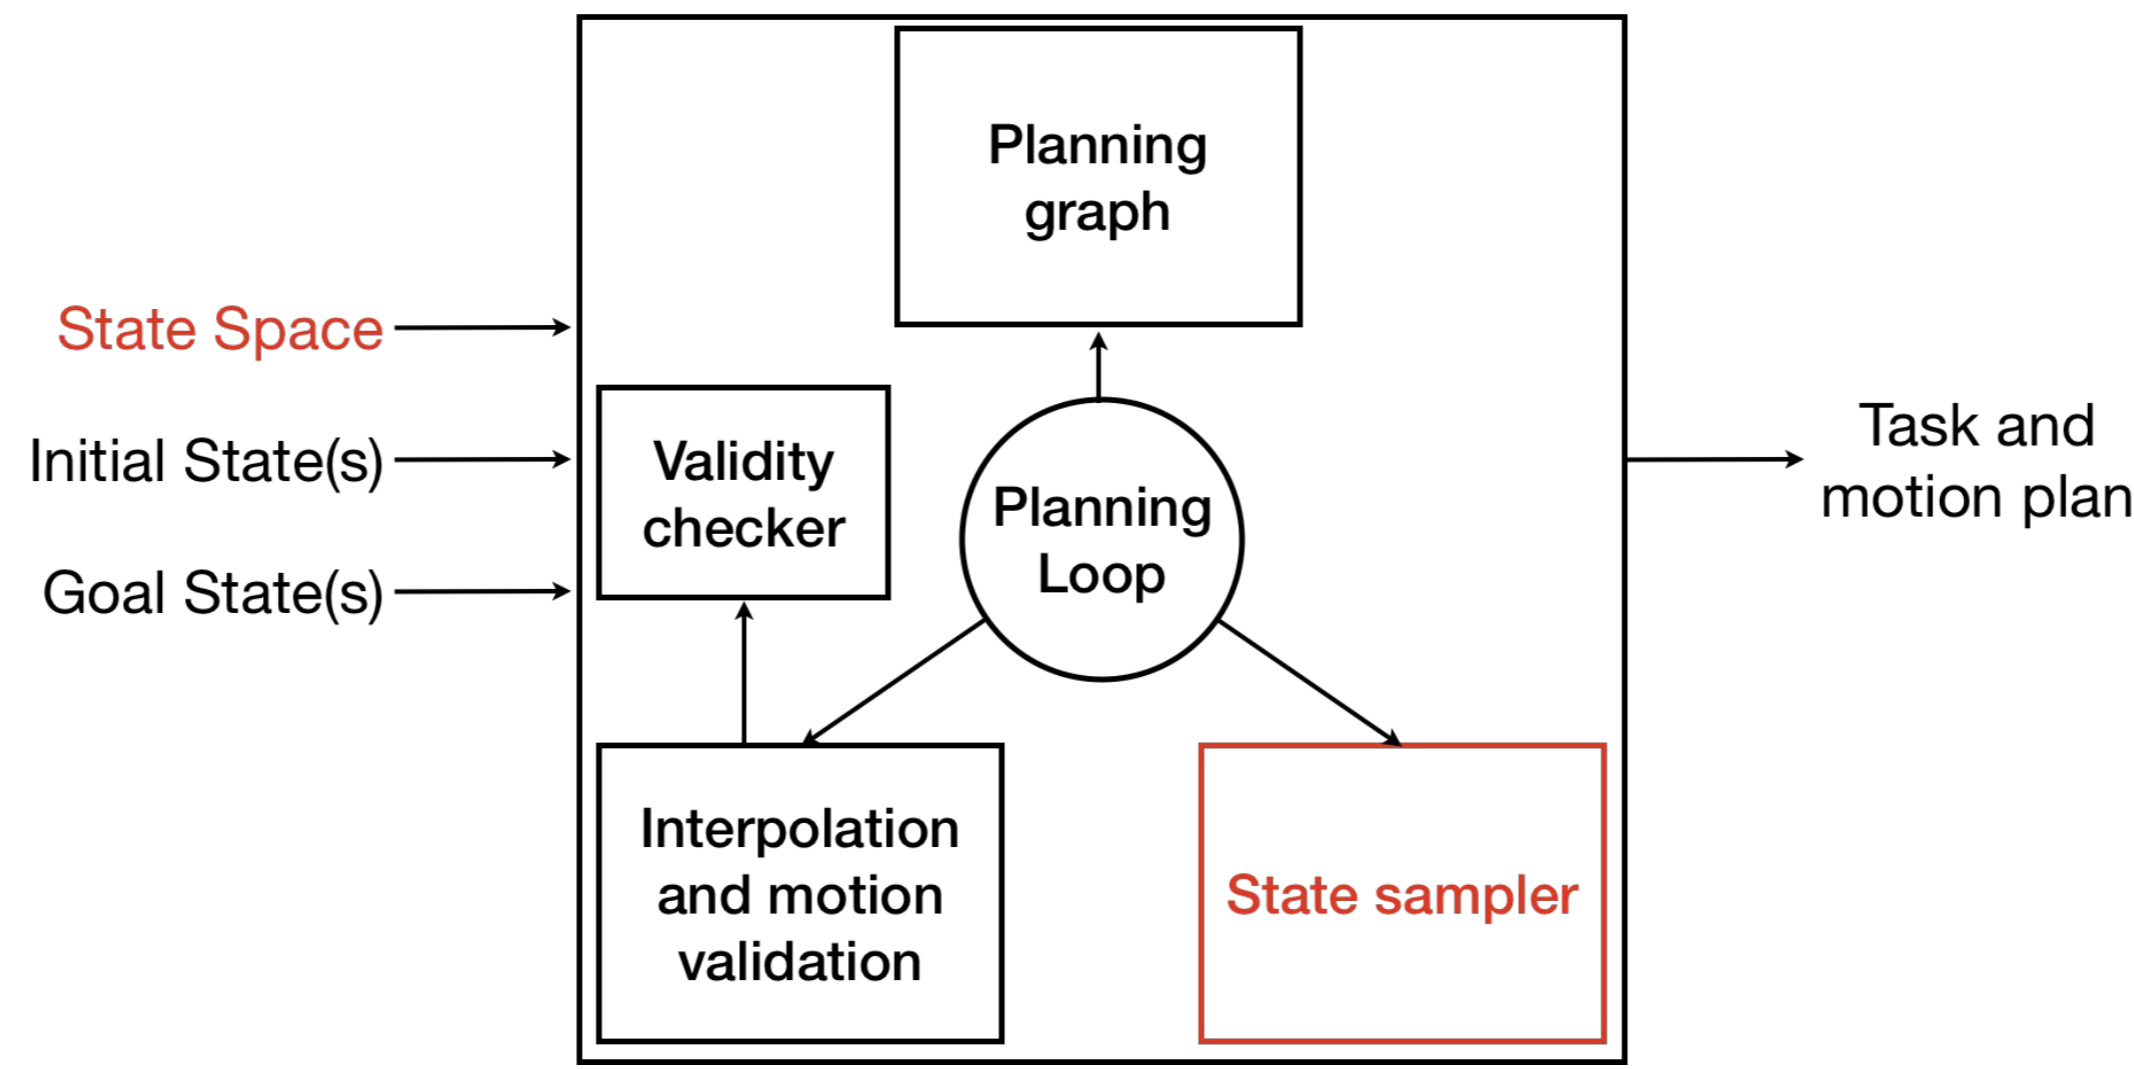 Planning
graph
State Space
Initial State(s)
Goal State(s)
Validity
checker
Planning
Loop
Task and
motion plan
Interpolation
and motion
validation
State sampler